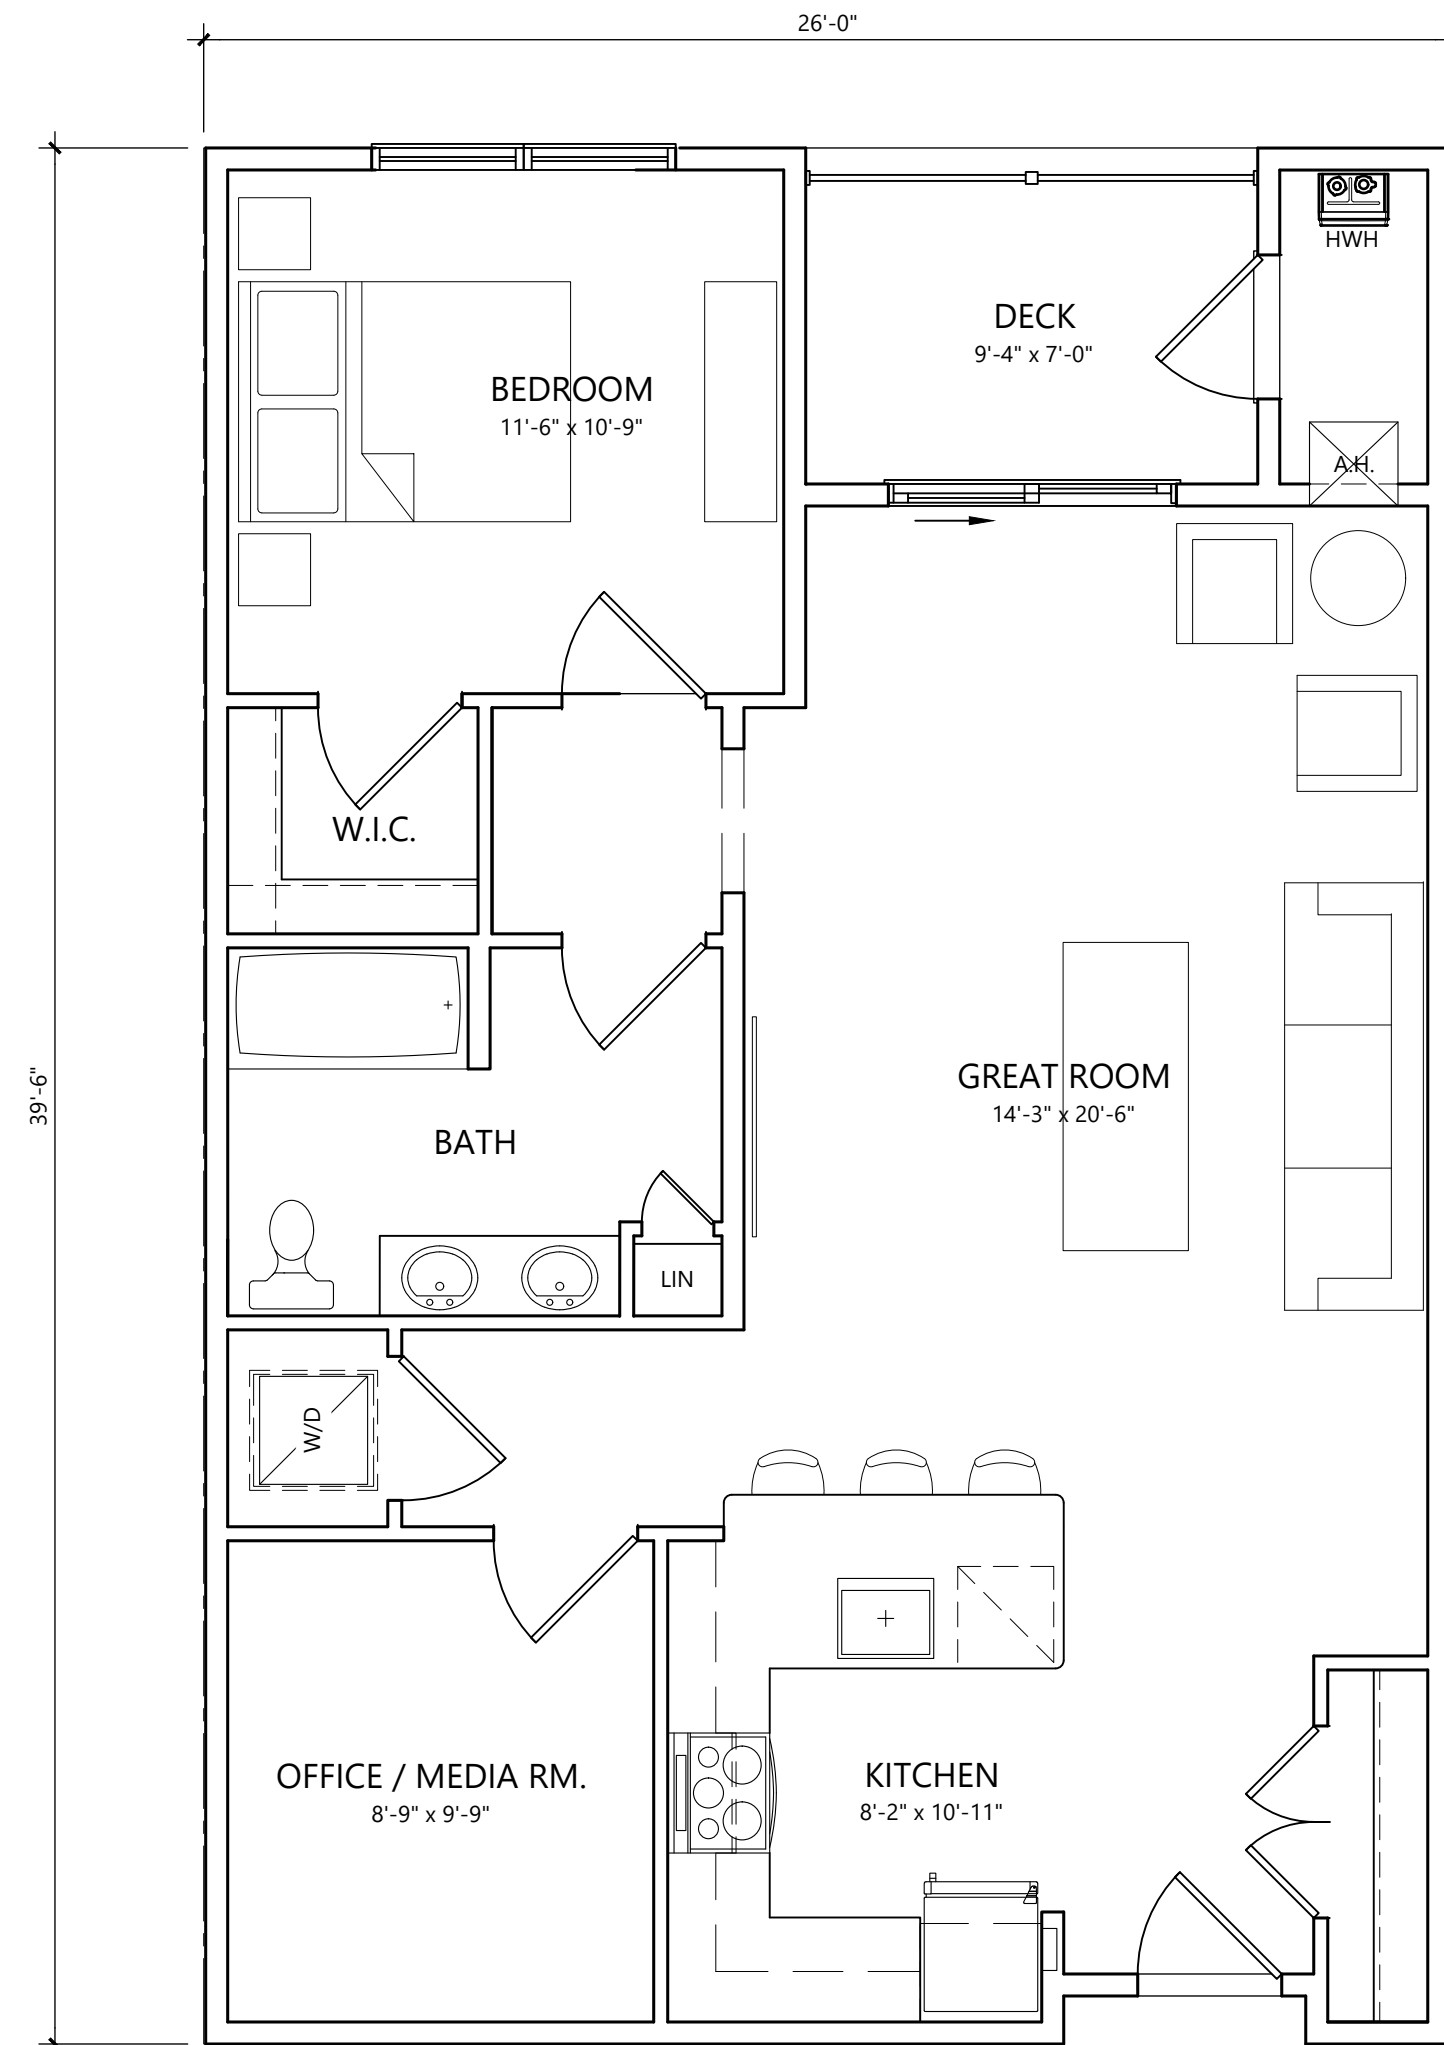 26'-0"
HWH
DECK
9'-4" x 7'-0"
BEDROOM
11'-6" x 10'-9"
A.H.
W.I.C.
39'-6"
GREAT ROOM
14'-3" x 20'-6"
BATH
LIN
W/D
OFFICE / MEDIA RM.
8'-9" x 9'-9"
KITCHEN
8'-2" x 10'-11"